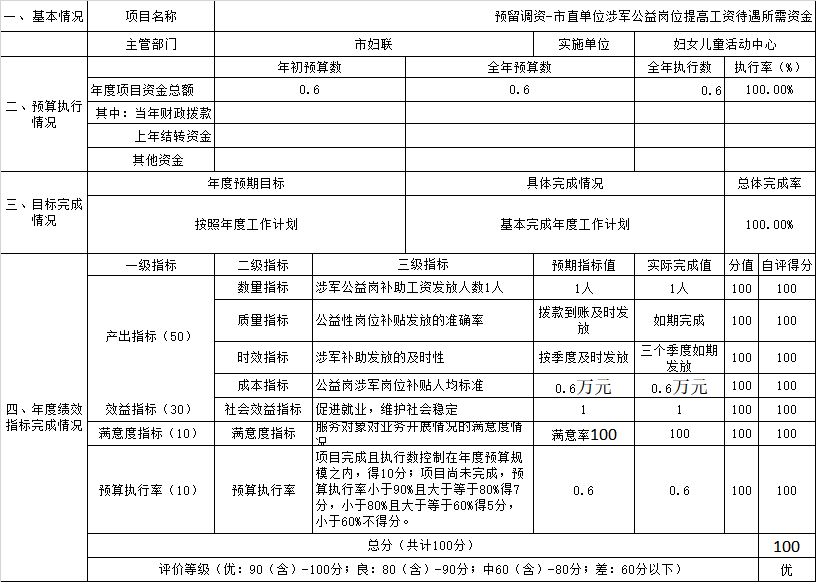 一、基本情况 项目名称 预留调资-市直单位涉军公益岗位提高工资待遇所需资金
主管部门 市妇联 实施单位 妇女儿童活动中心
二、预算执行情况 年初预算数 全年预算数 全年执行数 执行率（%）
年度项目资金总额 0.6 0.6 0.6 100.00%
其中：当年财政拨款
上年结转资金
其他资金
三、目标完成情况 年度预期目标 具体完成情况 总体完成率
按照年度工作计划 基本完成年度工作计划 100.00%
四、年度绩效指标完成情况 一级指标 二级指标 三级指标 预期指标值 实际完成值 分值 自评得分
产出指标（50） 数量指标 涉军公益岗补助工资发放人数1人 1人 1人 100 100
质量指标 公益性岗位补贴发放的准确率 拨款到账及时发放 如期完成 100 100
时效指标 涉军补助发放的及时性 按季度及时发放 三个季度如期发放 100 100
成本指标 公益岗涉军岗位补贴人均标准 0.6万元 0.6万元 100 100
效益指标（30） 社会效益指标 促进就业，维护社会稳定 1 1 100 100
满意度指标（10） 满意度指标 服务对象对业务开展情况的满意度情况 满意率100 100 100 100
预算执行率（10） 预算执行率 项目完成且执行数控制在年度预算规
模之内，得10分；项目尚未完成，预
算执行率小于90%且大于等于80%得7
分，小于80%且大于等于60%得5分，
小于60%不得分。 0.6 0.6 100 100
总分（共计100分） 100
评价等级（优：90（含）-100分；良：80（含）-90分；中60（含）-80分；差：60分以下） 优